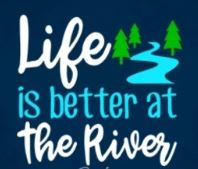 Life
is better at
the River